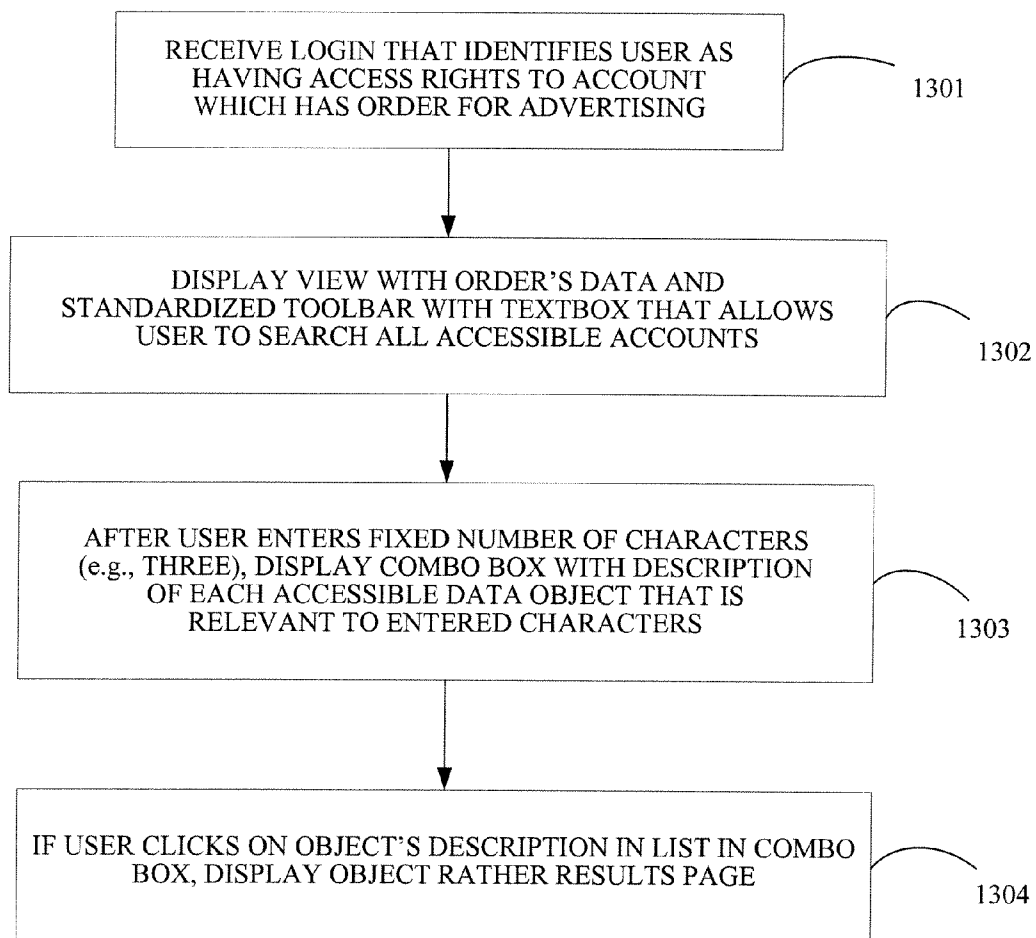 RECEIVE LOGIN THAT IDENTIFIES USER AS
HAVING ACCESS RIGHTS TO ACCOUNT
WHICH HAS ORDER FOR ADVERTISING
1301
DISPLAY VIEW WITH ORDER'S DATA AND
STANDARDIZED TOOLBAR WITH TEXTBOX THAT ALLOWS
USER TO SEARCH ALL ACCESSIBLE ACCOUNTS
1302
AFTER USER ENTERS FIXED NUMBER OF CHARACTERS
(e.g., THREE), DISPLAY COMBO BOX WITH DESCRIPTION
OF EACH ACCESSIBLE DATA OBJECT THAT IS
RELEVANT TO ENTERED CHARACTERS
1303
IF USER CLICKS ON OBJECT'S DESCRIPTION IN LIST IN COMBO
BOX, DISPLAY OBJECT RATHER RESULTS PAGE
1304